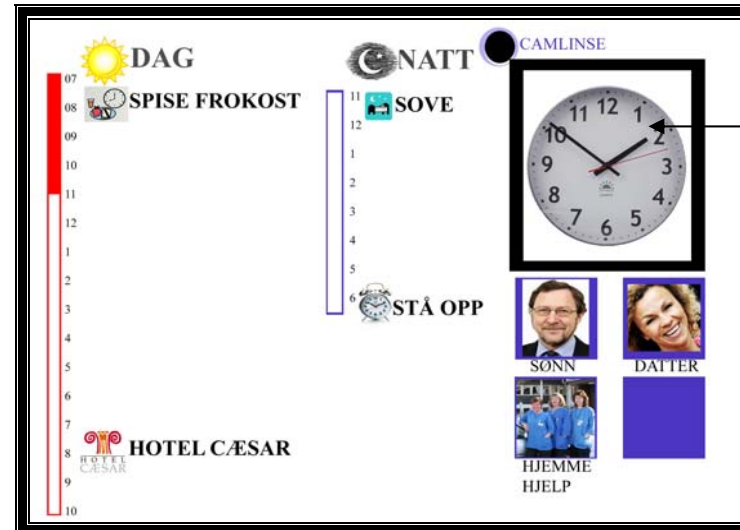 DAG
07
08
SPISE FROKOST
09
10
11
12
1
2
3
4
5
6
7
8
HOTEL CÆSAR
HOTEL
CÆSAR
9
10
NATT
11
SOVE
12
1
2
3
4
5
6
STÅ OPP
CAMLINSE
12
1
2
3
4
5
6
7
8
9
10
11
SØNN
DATTER
HJEMME
HJELP